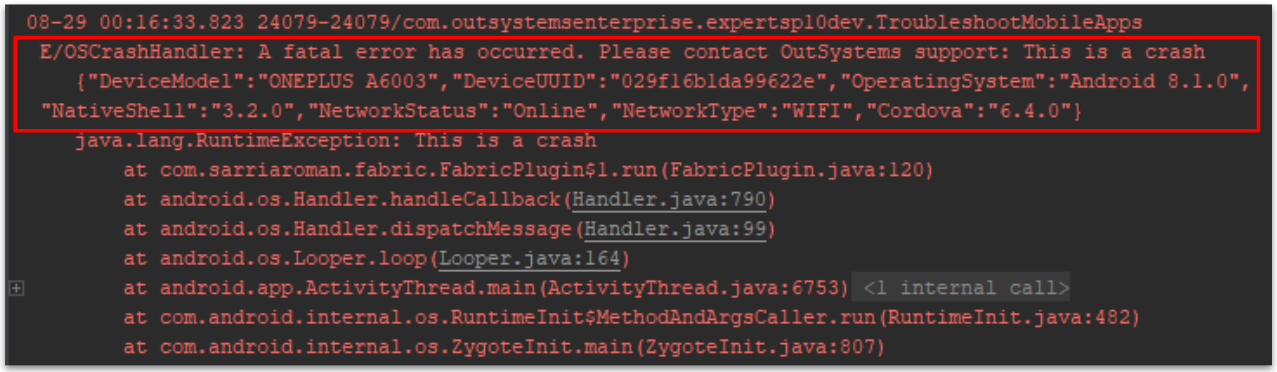 08-29 00:16:33.823 24079-24079/com.outsystemsenterprise.expertsp10dev.TroubleshootMobileApps
E/OSCrashHandler: A fatal error has occurred. Please contact OutSystems support: This is a crash
{"DeviceModel":"ONEPLUS A6003","DeviceUUID":"029f16b1da99622e","OperatingSystem":"Android 8.1.0",
"NativeShell":"3.2.0","NetworkStatus":"Online","NetworkType":"WIFI","Cordova":"6.4.0"}
java.lang.RuntimeException: This is a crash
at com.sarriaroman.fabric.FabricPlugin$1.run(FabricPlugin.java:120)
at android.os.Handler.handleCallback(Handler.java:790)
at android.os.Handler.dispatchMessage(Handler.java:99)
at android.os.Looper.loop(Looper.java:164)
at android.app.ActivityThread.main(ActivityThread.java:6753) <1 internal call>
at com.android.internal.os.RuntimeInit$MethodAndArgsCaller.run(RuntimeInit.java:482)
at com.android.internal.os.ZygoteInit.main(ZygoteInit.java:807)